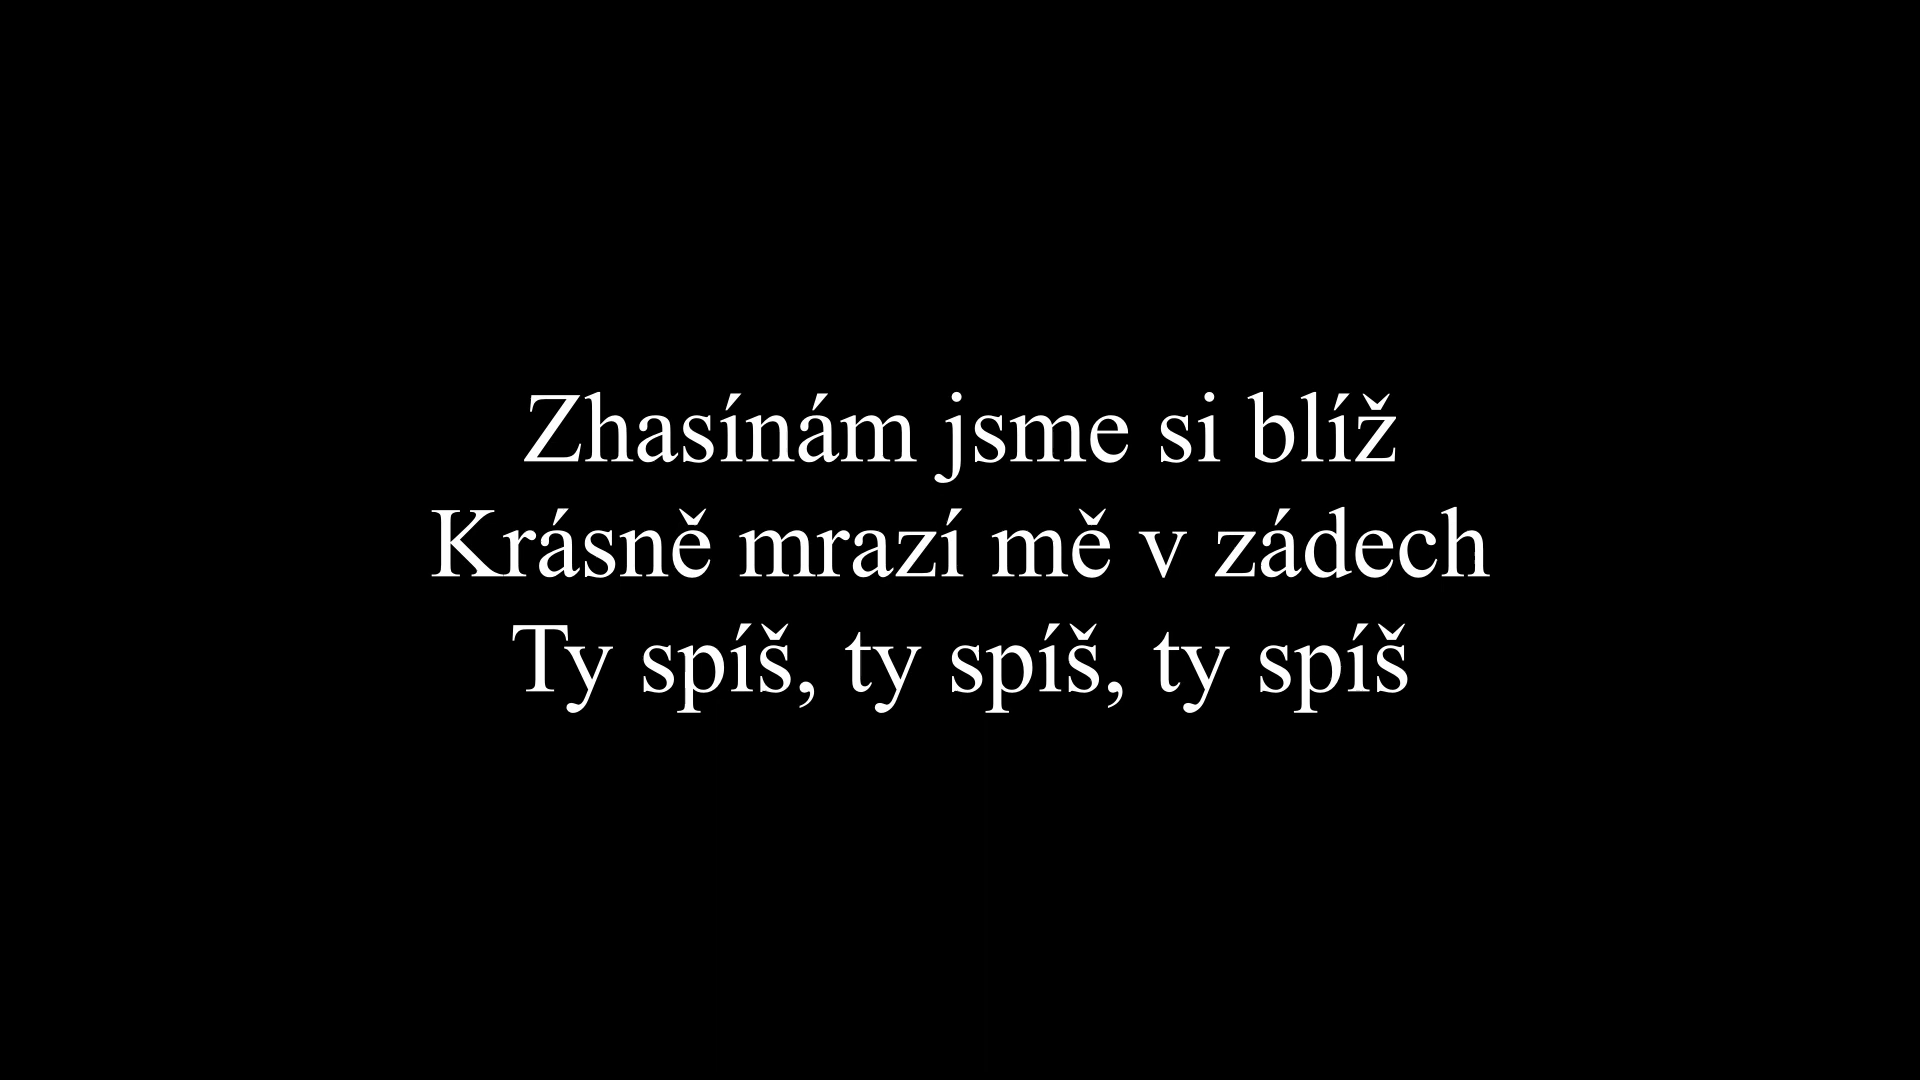 Zhasínám jsme si blíž
Krásně mrazí mě v zádech
Ty spíš, ty spíš, ty spíš